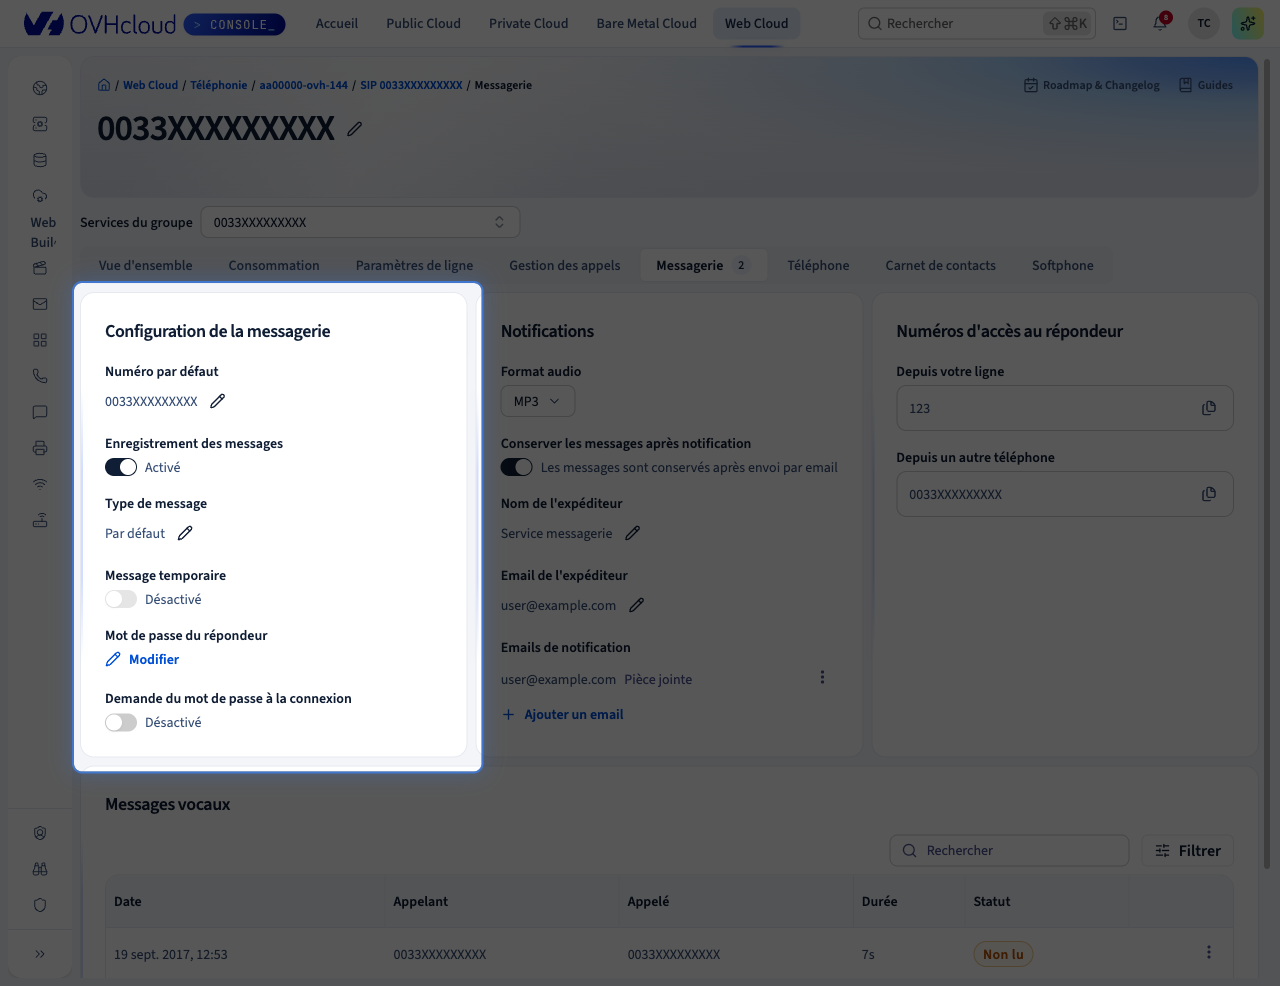 OVHcloud > CONSOLE_
Accueil
Public Cloud
Private Cloud
Bare Metal Cloud
Web Cloud
Rechercher
⇧⌘K
8
TC
/ Web Cloud / Téléphonie / aa00000-ovh-144 / SIP 0033XXXXXXXXX / Messagerie
Roadmap & Changelog
Guides
0033XXXXXXXXX
Web
Buil
Services du groupe
0033XXXXXXXXX
Vue d'ensemble
Consommation
Paramètres de ligne
Gestion des appels
Messagerie 2
Téléphone
Carnet de contacts
Softphone
Configuration de la messagerie
Numéro par défaut
0033XXXXXXXXX
Enregistrement des messages
Activé
Type de message
Par défaut
Message temporaire
Désactivé
Mot de passe du répondeur
Modifier
Demande du mot de passe à la connexion
Désactivé
Notifications
Format audio
MP3
Conserver les messages après notification
Les messages sont conservés après envoi par email
Nom de l'expéditeur
Service messagerie
Email de l'expéditeur
user@example.com
Emails de notification
user@example.com Pièce jointe
Ajouter un email
Numéros d'accès au répondeur
Depuis votre ligne
123
Depuis un autre téléphone
0033XXXXXXXXX
Messages vocaux
Rechercher
Filtrer
Date Appelant Appelé Durée Statut
19 sept. 2017, 12:53 0033XXXXXXXXX 0033XXXXXXXXX 7s Non lu